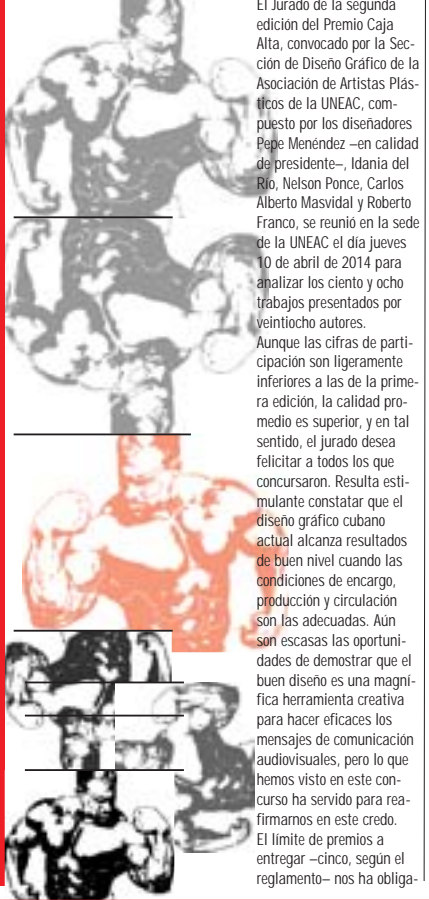 El Jurado de la segunda
edición del Premio Caja
Alta, convocado por la Sec-
ción de Diseño Gráfico de la
Asociación de Artistas Plás-
ticos de la UNEAC, com-
puesto por los diseñadores
Pepe Menéndez –en calidad
de presidente–, Idania del
Río, Nelson Ponce, Carlos
Alberto Masvidal y Roberto
Franco, se reunió en la sede
de la UNEAC el día jueves
10 de abril de 2014 para
analizar los ciento y ocho
trabajos presentados por
veintiocho autores.
Aunque las cifras de parti-
cipación son ligeramente
inferiores a las de la prime-
ra edición, la calidad pro-
medio es superior, y en tal
sentido, el jurado desea
felicitar a todos los que
concursaron. Resulta esti-
mulante constatar que el
diseño gráfico cubano
actual alcanza resultados
de buen nivel cuando las
condiciones de encargo,
producción y circulación
son las adecuadas. Aún
son escasas las oportuni-
dades de demostrar que el
buen diseño es una magní-
fica herramienta creativa
para hacer eficaces los
mensajes de comunicación
audiovisuales, pero lo que
hemos visto en este con-
curso ha servido para rea-
firmarnos en este credo.
El límite de premios a
entregar –cinco, según el
reglamento– nos ha obliga-